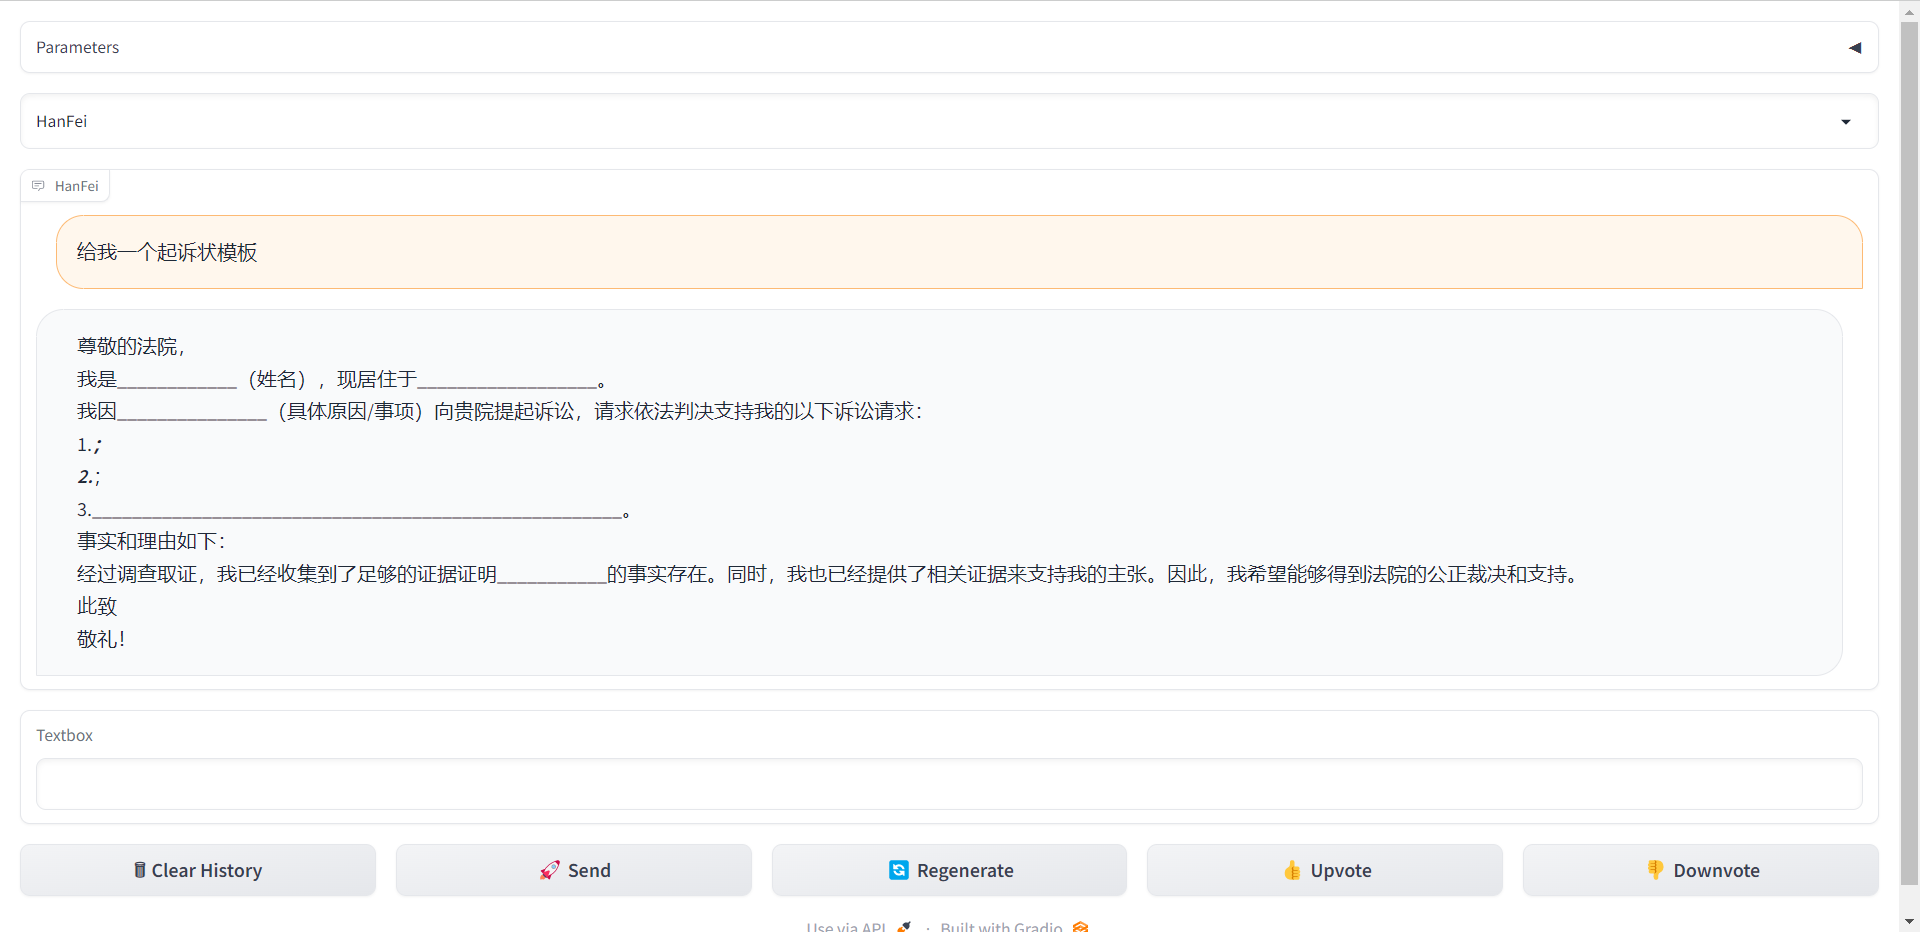 Parameters
HanFei
HanFei
给我一个起诉状模板
尊敬的法院，
我是____________（姓名），现居住于__________________。
我因_______________（具体原因/事项）向贵院提起诉讼，请求依法判决支持我的以下诉讼请求：
1.；
2.；
3._____________________________________________________。
事实和理由如下：
经过调查取证，我已经收集到了足够的证据证明___________的事实存在。同时，我也已经提供了相关证据来支持我的主张。因此，我希望能够得到法院的公正裁决和支持。
此致
敬礼！
Textbox
Clear History
Send
Regenerate
Upvote
Downvote
Use via API · Built with Gradio